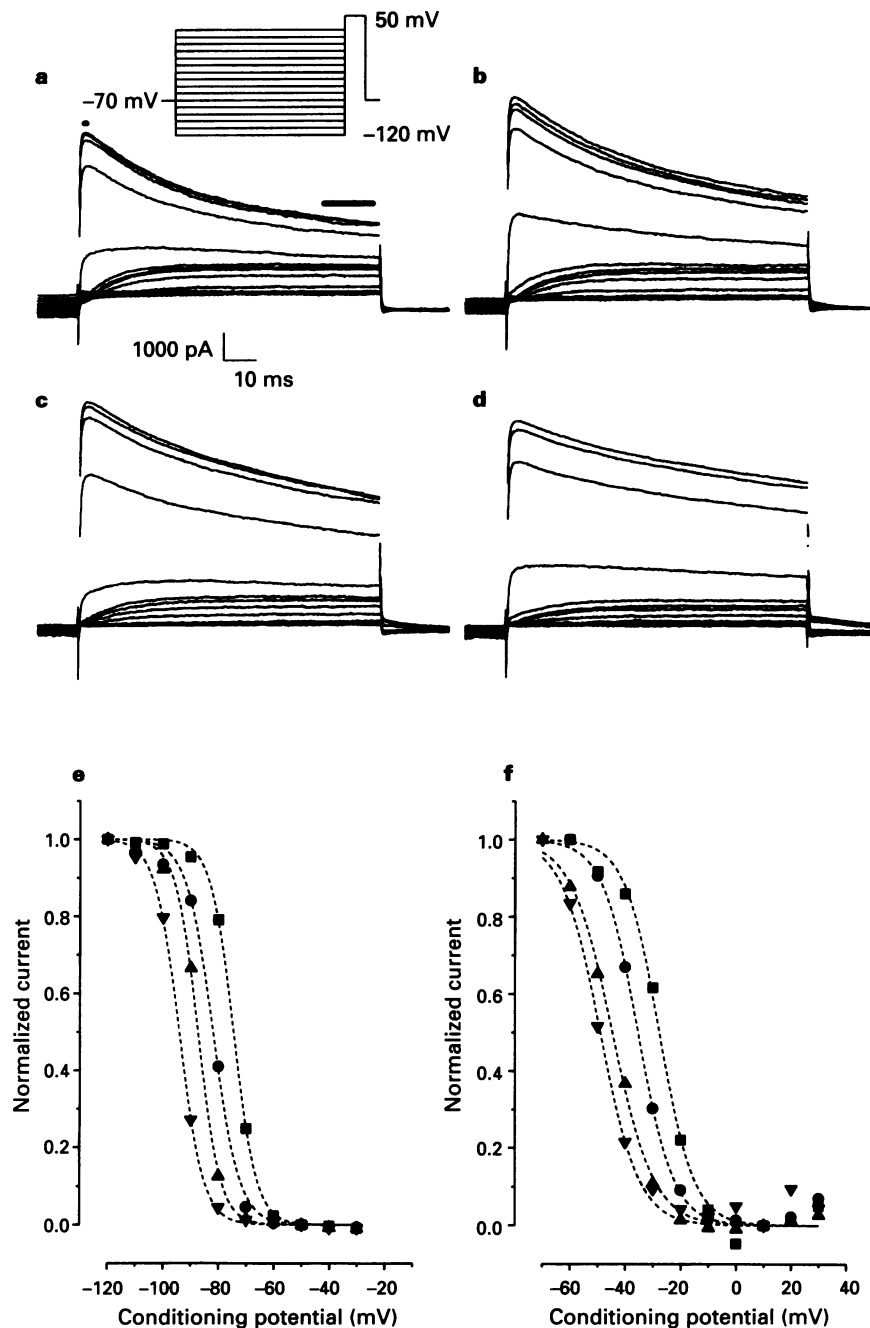 50 mV
a
b
−70 mV
−120 mV
1000 pA
10 ms
c
d
e
f
Normalized current
1.0
0.8
0.6
0.4
0.2
0.0
−120 −100 −80 −60 −40 −20
Conditioning potential (mV)
Normalized current
1.0
0.8
0.6
0.4
0.2
0.0
−60 −40 −20 0 20 40
Conditioning potential (mV)